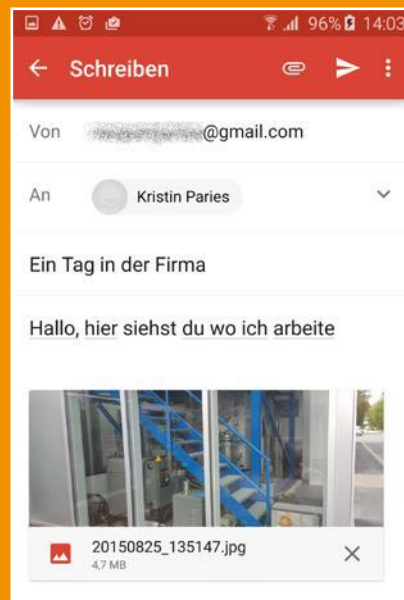 96% 14:03
Schreiben
Von @gmail.com
An Kristin Paries
Ein Tag in der Firma
Hallo, hier siehst du wo ich arbeite
20150825_135147.jpg
4,7 MB